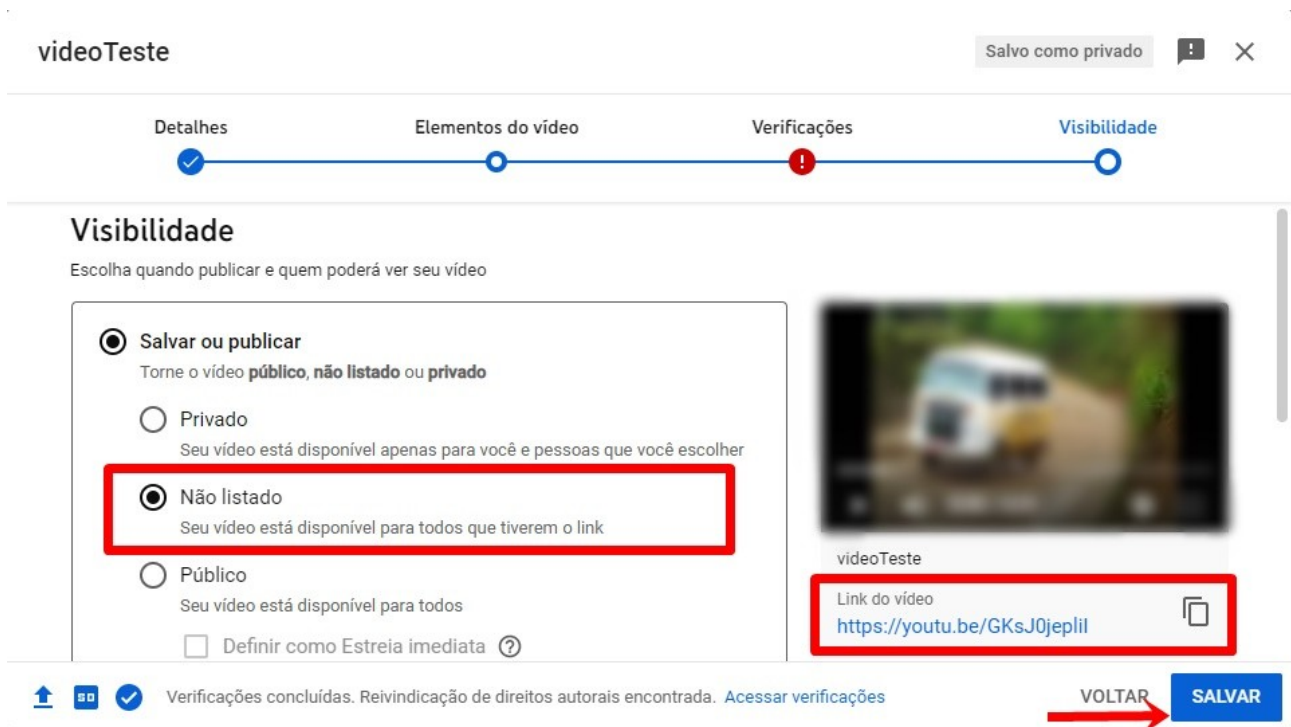 videoTeste
Salvo como privado
Detalhes
Elementos do vídeo
Verificações
Visibilidade
Visibilidade
Escolha quando publicar e quem poderá ver seu vídeo
Salvar ou publicar
Torne o vídeo público, não listado ou privado
Privado
Seu vídeo está disponível apenas para você e pessoas que você escolher
Não listado
Seu vídeo está disponível para todos que tiverem o link
Público
Seu vídeo está disponível para todos
Definir como Estreia imediata
videoTeste
Link do vídeo
https://youtu.be/GKsJ0jepliI
SD
Verificações concluídas. Reivindicação de direitos autorais encontrada. Acessar verificações
VOLTAR
SALVAR